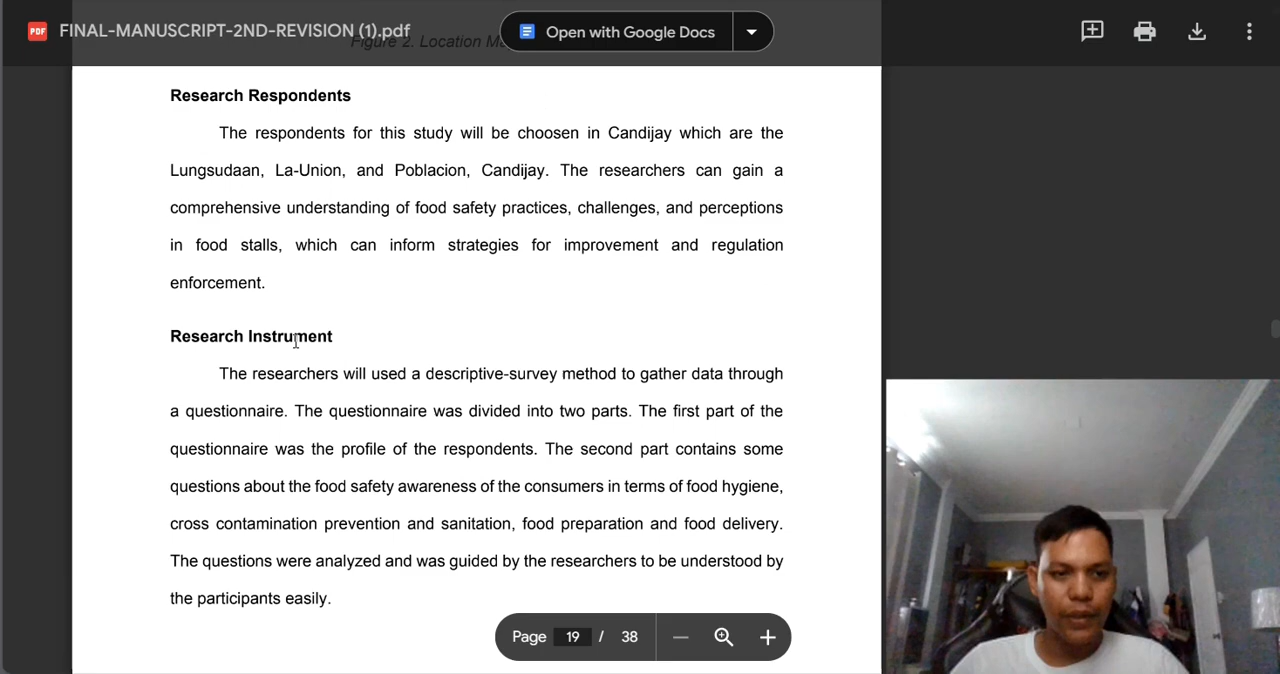 FINAL-MANUSCRIPT-2ND-REVISION (1).pdf
Open with Google Docs
PDF
Figure 2. Location
Research Respondents
The respondents for this study will be choosen in Candijay which are the
Lungsudaan, La-Union, and Poblacion, Candijay. The researchers can gain a
comprehensive understanding of food safety practices, challenges, and perceptions
in food stalls, which can inform strategies for improvement and regulation
enforcement.
Research Instrument
The researchers will used a descriptive-survey method to gather data through
a questionnaire. The questionnaire was divided into two parts. The first part of the
questionnaire was the profile of the respondents. The second part contains some
questions about the food safety awareness of the consumers in terms of food hygiene,
cross contamination prevention and sanitation, food preparation and food delivery.
The questions were analyzed and was guided by the researchers to be understood by
the participants easily.
Page 19 / 38